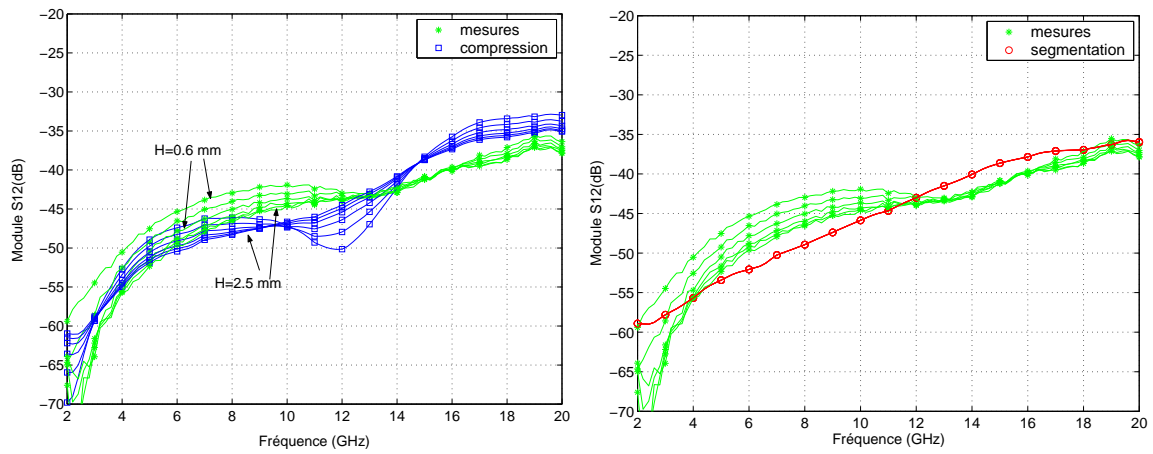 −20
−25
−30
−35
−40
−45
−50
−55
−60
−65
−70
Module S12(dB)
mesures
compression
H=0.6 mm
H=2.5 mm
2 4 6 8 10 12 14 16 18 20
Fréquence (GHz)
−20
−25
−30
−35
−40
−45
−50
−55
−60
−65
−70
Module S12(dB)
mesures
segmentation
2 4 6 8 10 12 14 16 18 20
Fréquence (GHz)